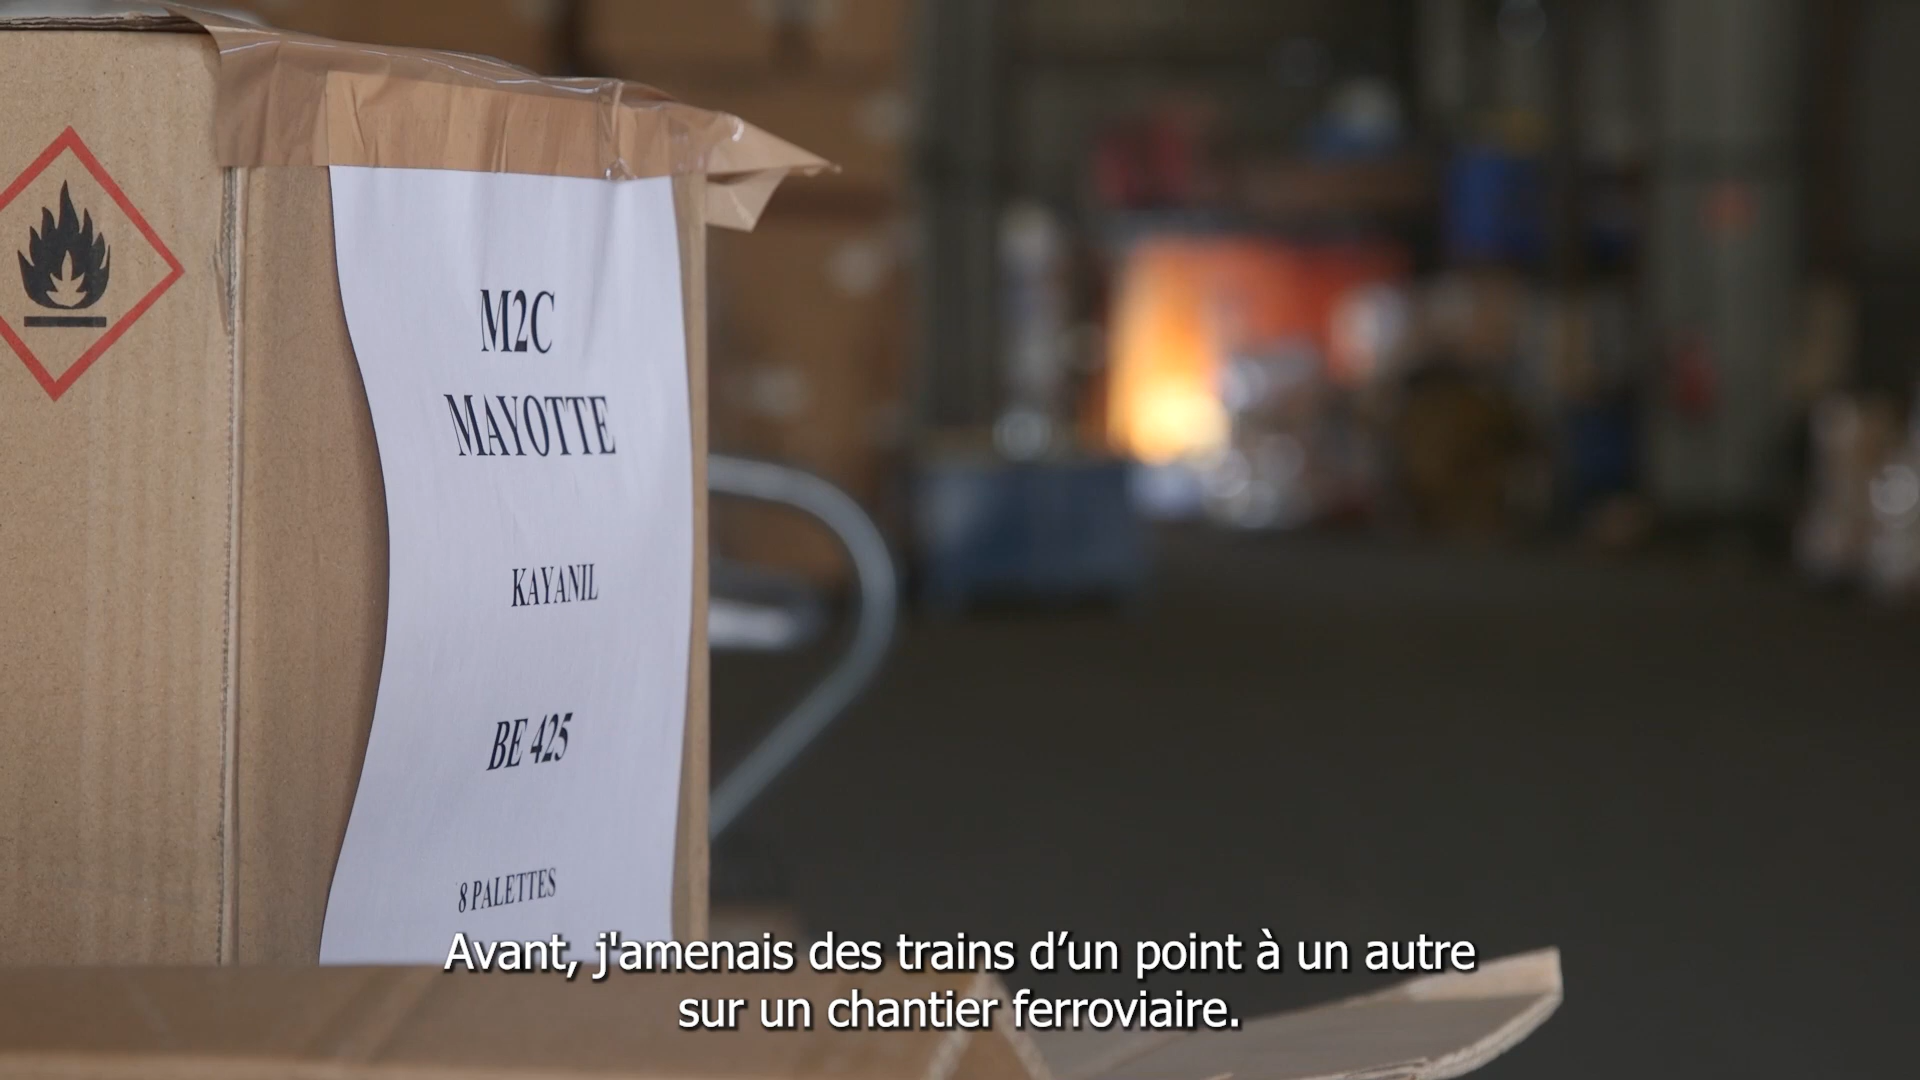 M2C
MAYOTTE
KAYANIL
BE 425
8 PALETTES
Avant, j'amenais des trains d’un point à un autre
sur un chantier ferroviaire.